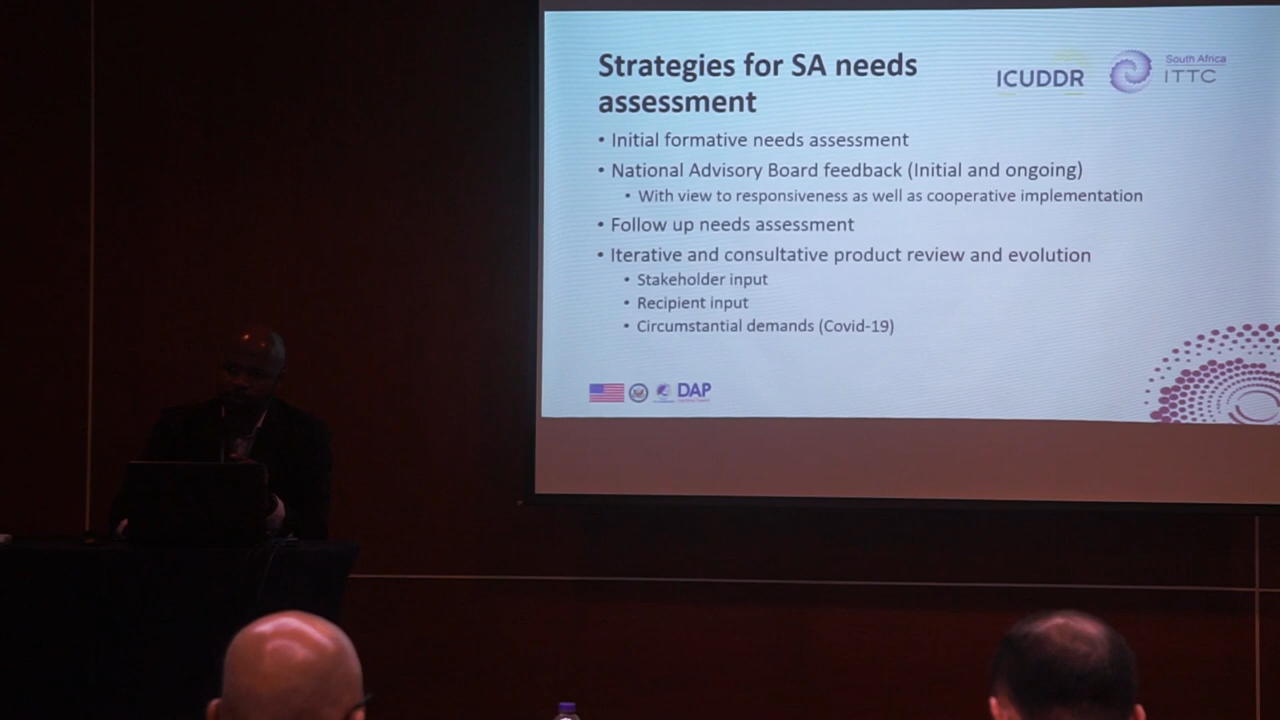 Strategies for SA needs
assessment
ICUDDR
South Africa
ITTC
• Initial formative needs assessment
• National Advisory Board feedback (Initial and ongoing)
• With view to responsiveness as well as cooperative implementation
• Follow up needs assessment
• Iterative and consultative product review and evolution
• Stakeholder input
• Recipient input
• Circumstantial demands (Covid-19)
DAP